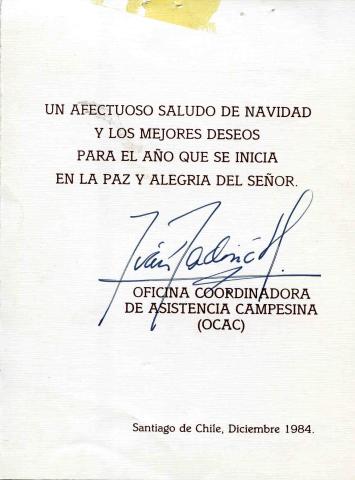 UN AFECTUOSO SALUDO DE NAVIDAD
Y LOS MEJORES DESEOS
PARA EL AÑO QUE SE INICIA
EN LA PAZ Y ALEGRIA DEL SEÑOR.
Iván
OFICINA COORDINADORA
DE ASISTENCIA CAMPESINA
(OCAC)
Santiago de Chile, Diciembre 1984.